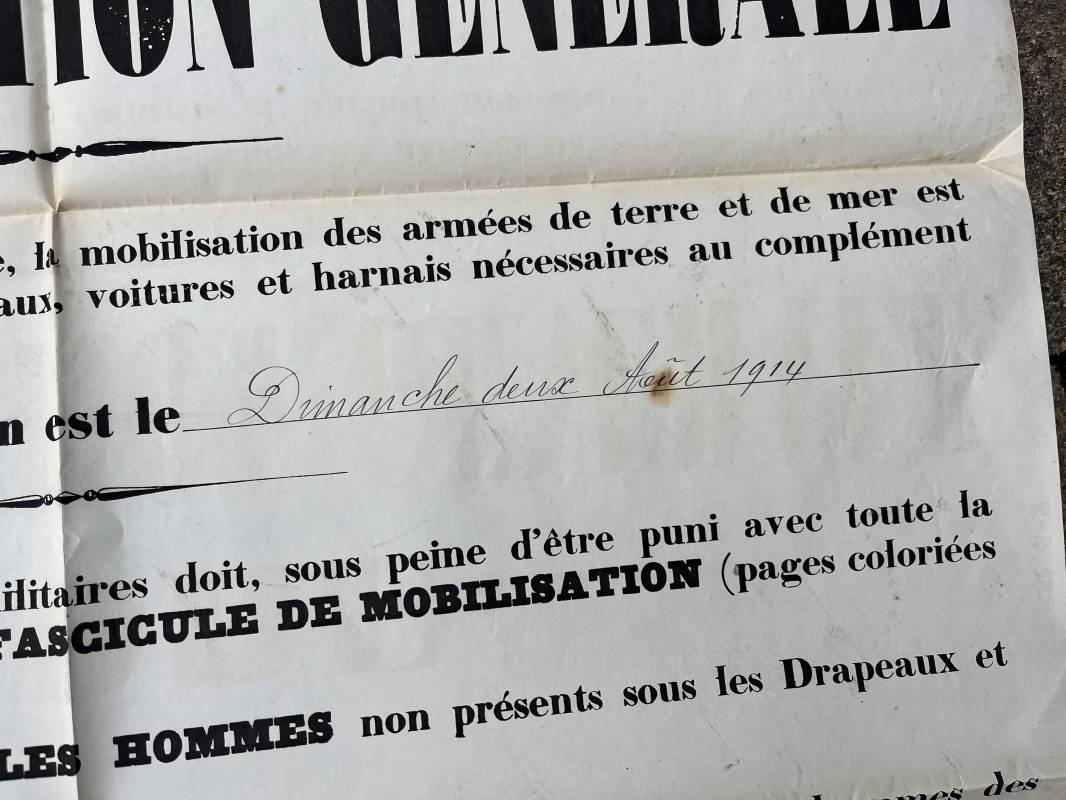 TION GÉNÉRALE
e, la mobilisation des armées de terre et de mer est
aux, voitures et harnais nécessaires au complément
n est le Dimanche deux Août 1914
ilitaires doit, sous peine d'être puni avec toute la
FASCICULE DE MOBILISATION (pages coloriées
LES HOMMES non présents sous les Drapeaux et
des